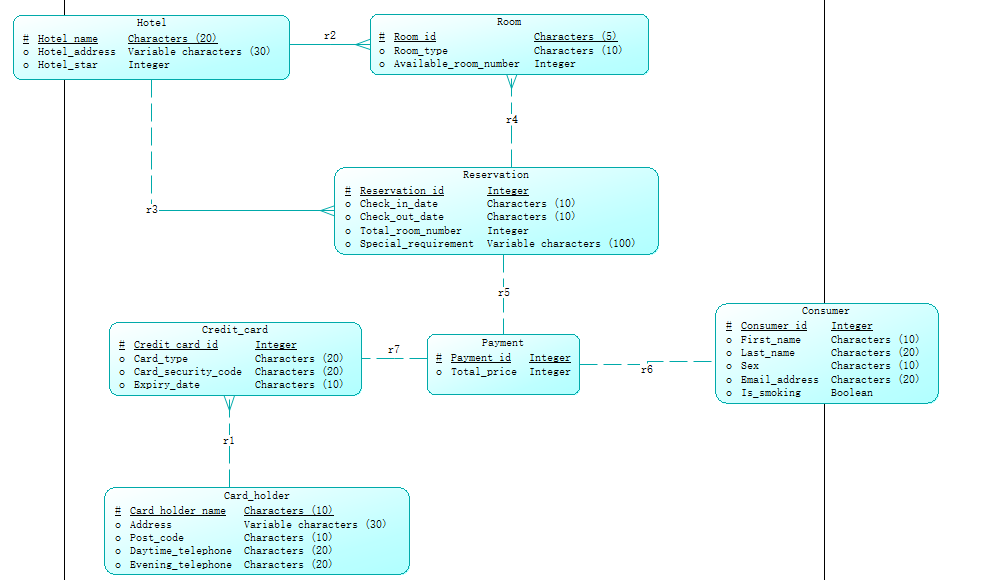 Hotel
# Hotel_name Characters (20)
o Hotel_address Variable characters (30)
o Hotel_star Integer
r2
Room
# Room_id Characters (5)
o Room_type Characters (10)
o Available_room_number Integer
r4
r3
Reservation
# Reservation_id Integer
o Check_in_date Characters (10)
o Check_out_date Characters (10)
o Total_room_number Integer
o Special_requirement Variable characters (100)
r5
Credit_card
# Credit_card_id Integer
o Card_type Characters (20)
o Card_security_code Characters (20)
o Expiry_date Characters (10)
r7
Payment
# Payment_id Integer
o Total_price Integer
r6
Consumer
# Consumer_id Integer
o First_name Characters (10)
o Last_name Characters (20)
o Sex Characters (10)
o Email_address Characters (20)
o Is_smoking Boolean
r1
Card_holder
# Card_holder_name Characters (10)
o Address Variable characters (30)
o Post_code Characters (10)
o Daytime_telephone Characters (20)
o Evening_telephone Characters (20)